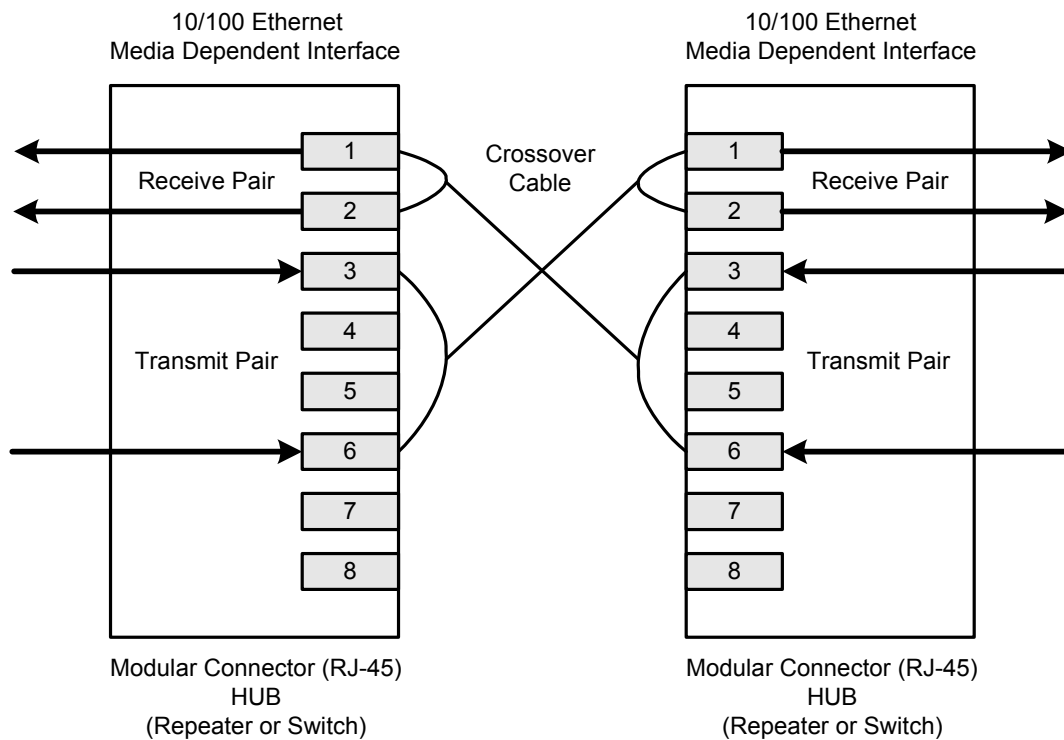 10/100 Ethernet
Media Dependent Interface
10/100 Ethernet
Media Dependent Interface
1
Receive Pair
2
3
4
Transmit Pair
5
6
7
8
Crossover
Cable
1
Receive Pair
2
3
4
Transmit Pair
5
6
7
8
Modular Connector (RJ-45)
HUB
(Repeater or Switch)
Modular Connector (RJ-45)
HUB
(Repeater or Switch)